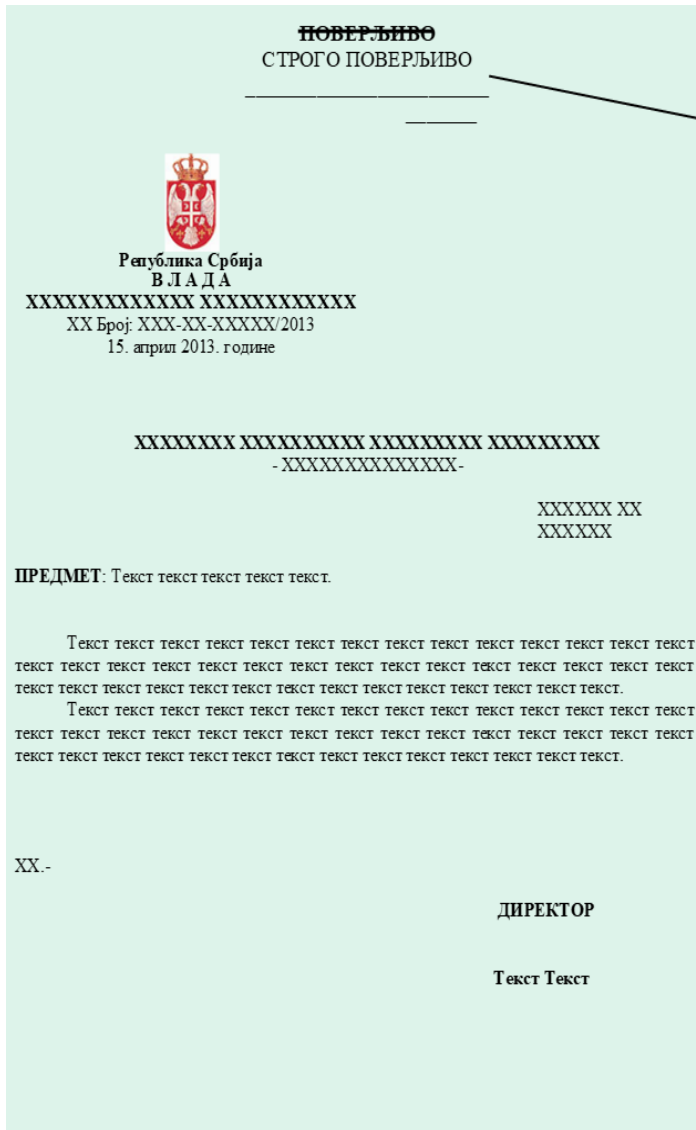 ПОВЕРЉИВО
СТРОГО ПОВЕРЉИВО
Република Србија
В Л А Д А
XXXXXXXXXXXXX XXXXXXXXXXXX
XX Број: XXX-XX-XXXXX/2013
15. април 2013. године
XXXXXXXX XXXXXXXXXX XXXXXXXXX XXXXXXXXX
- XXXXXXXXXXXXXX-
XXXXXX XX
XXXXXX
ПРЕДМЕТ: Текст текст текст текст текст.
Текст текст текст текст текст текст текст текст текст текст текст текст текст текст
текст текст текст текст текст текст текст текст текст текст текст текст текст текст текст
текст текст текст текст текст текст текст текст текст текст текст текст текст текст.
Текст текст текст текст текст текст текст текст текст текст текст текст текст текст
текст текст текст текст текст текст текст текст текст текст текст текст текст текст текст
текст текст текст текст текст текст текст текст текст текст текст текст текст текст.
XX.-
ДИРЕКТОР
Текст Текст